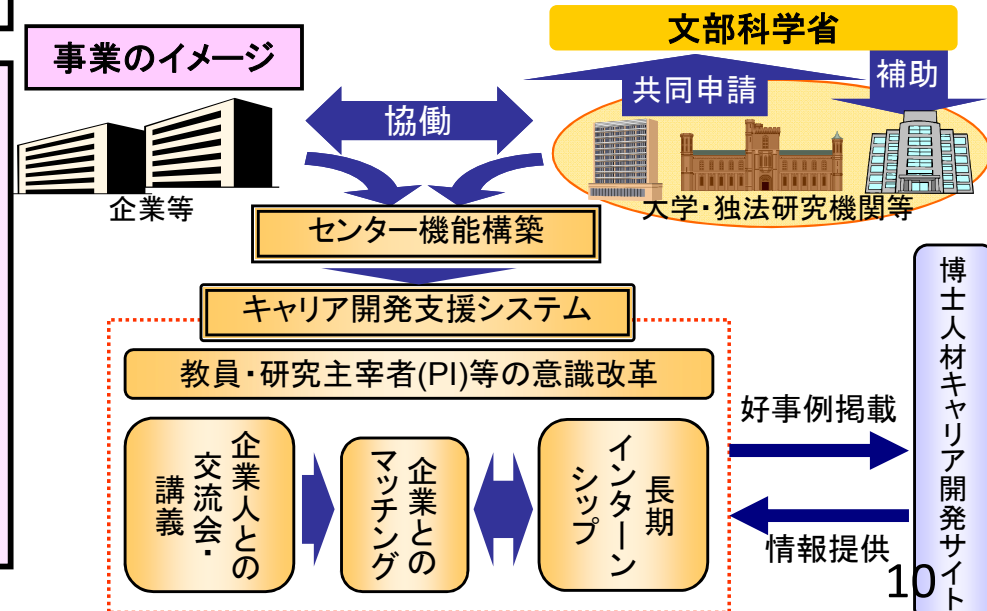 事業のイメージ
文部科学省
共同申請
補助
協働
企業等
大学・独法研究機関等
センター機能構築
キャリア開発支援システム
教員・研究主宰者(PI)等の意識改革
企業人との
交流会・
講義
企業との
マッチング
長期
インターン
シップ
好事例掲載
情報提供
博士人材キャリア開発サイト
10